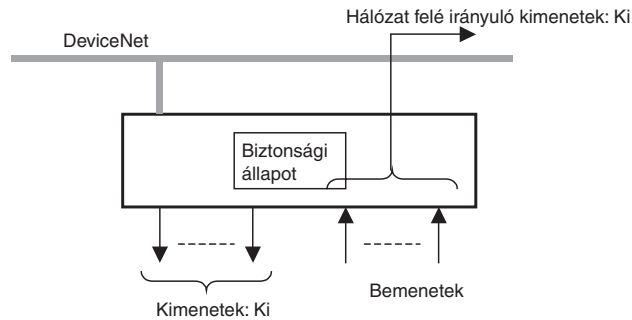 Hálózat felé irányuló kimenetek: Ki
DeviceNet
Biztonsági
állapot
Bemenetek
Kimenetek: Ki